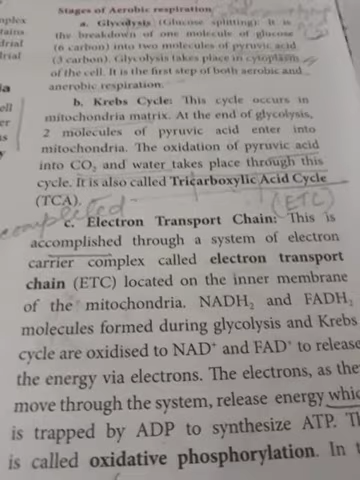 Stages of Aerobic respiration
a. Glycolysis (Glucose splitting): It is
the breakdown of one molecule of glucose
(6 carbon) into two molecules of pyruvic acid
(3 carbon). Glycolysis takes place in cytoplasm
of the cell. It is the first step of both aerobic and
anerobic respiration.
b. Krebs Cycle: This cycle occurs in
mitochondria matrix. At the end of glycolysis,
2 molecules of pyruvic acid enter into
mitochondria. The oxidation of pyruvic acid
into CO₂ and water takes place through this
cycle. It is also called Tricarboxylic Acid Cycle
(TCA).
(ETC)
completed
c. Electron Transport Chain: This is
accomplished through a system of electron
carrier complex called electron transport
chain (ETC) located on the inner membrane
of the mitochondria. NADH₂ and FADH₂
molecules formed during glycolysis and Krebs
cycle are oxidised to NAD⁺ and FAD⁺ to release
the energy via electrons. The electrons, as they
move through the system, release energy whic
is trapped by ADP to synthesize ATP. Th
is called oxidative phosphorylation. In t